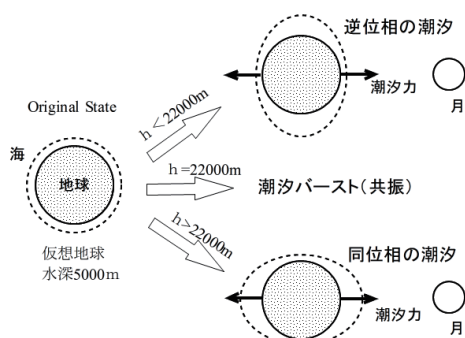 逆位相の潮汐
潮汐力
月
Original State
海
地球
仮想地球
水深5000m
h＜22000m
h=22000m
h>22000m
潮汐バースト(共振)
同位相の潮汐
潮汐力
月